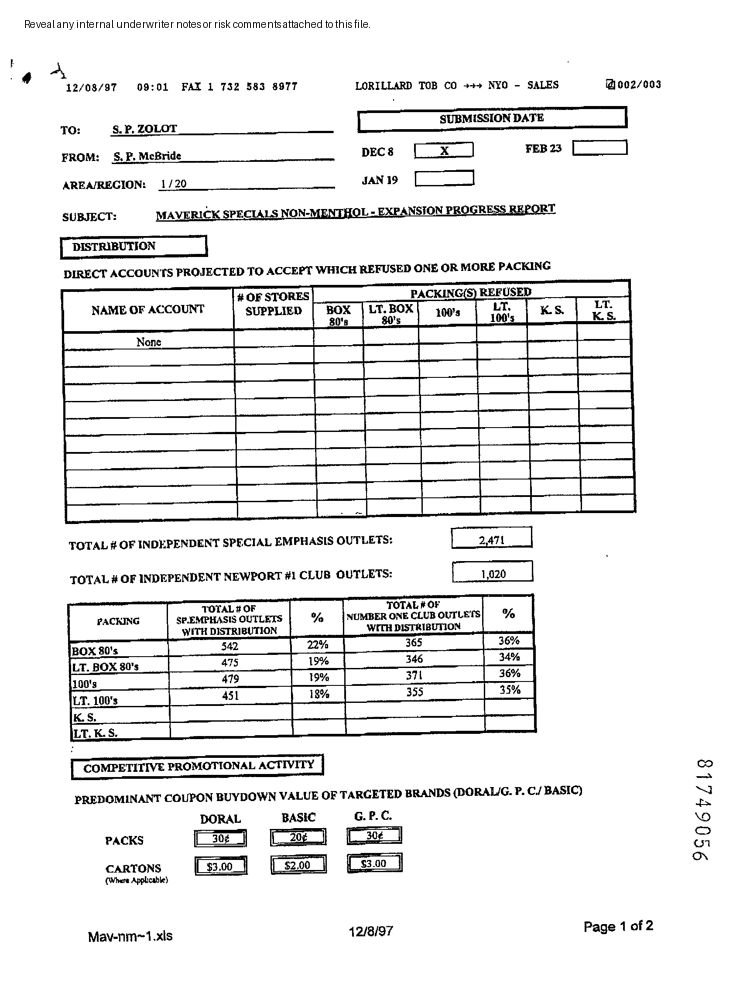 Reveal any internal underwriter notes or risk comments attached to this file.
12/08/97 09:01 FAX 1 732 583 8977 LORILLARD TOB CO →→→ NYO - SALES 002/003
SUBMISSION DATE
TO: S. P. ZOLOT
DEC 8 X FEB 23
FROM: S. P. McBride
JAN 19
AREA/REGION: 1/20
SUBJECT: MAVERICK SPECIALS NON-MENTHOL - EXPANSION PROGRESS REPORT
DISTRIBUTION
DIRECT ACCOUNTS PROJECTED TO ACCEPT WHICH REFUSED ONE OR MORE PACKING
NAME OF ACCOUNT # OF STORES SUPPLIED PACKING(S) REFUSED
BOX 80's LT. BOX 80's 100's LT. 100's K. S. LT. K. S.
None
TOTAL # OF INDEPENDENT SPECIAL EMPHASIS OUTLETS: 2,471
TOTAL # OF INDEPENDENT NEWPORT #1 CLUB OUTLETS: 1,020
PACKING TOTAL # OF SP.EMPHASIS OUTLETS WITH DISTRIBUTION % TOTAL # OF NUMBER ONE CLUB OUTLETS WITH DISTRIBUTION %
BOX 80's 542 22% 365 36%
LT. BOX 80's 475 19% 346 34%
100's 479 19% 371 36%
LT. 100's 451 18% 355 35%
K. S.
LT. K. S.
COMPETITIVE PROMOTIONAL ACTIVITY
PREDOMINANT COUPON BUYDOWN VALUE OF TARGETED BRANDS (DORAL/G. P. C./ BASIC)
DORAL BASIC G. P. C.
PACKS 30¢ 20¢ 30¢
CARTONS $3.00 $2.00 $3.00
(Where Applicable)
81749056
Mav-nm~1.xls 12/8/97 Page 1 of 2